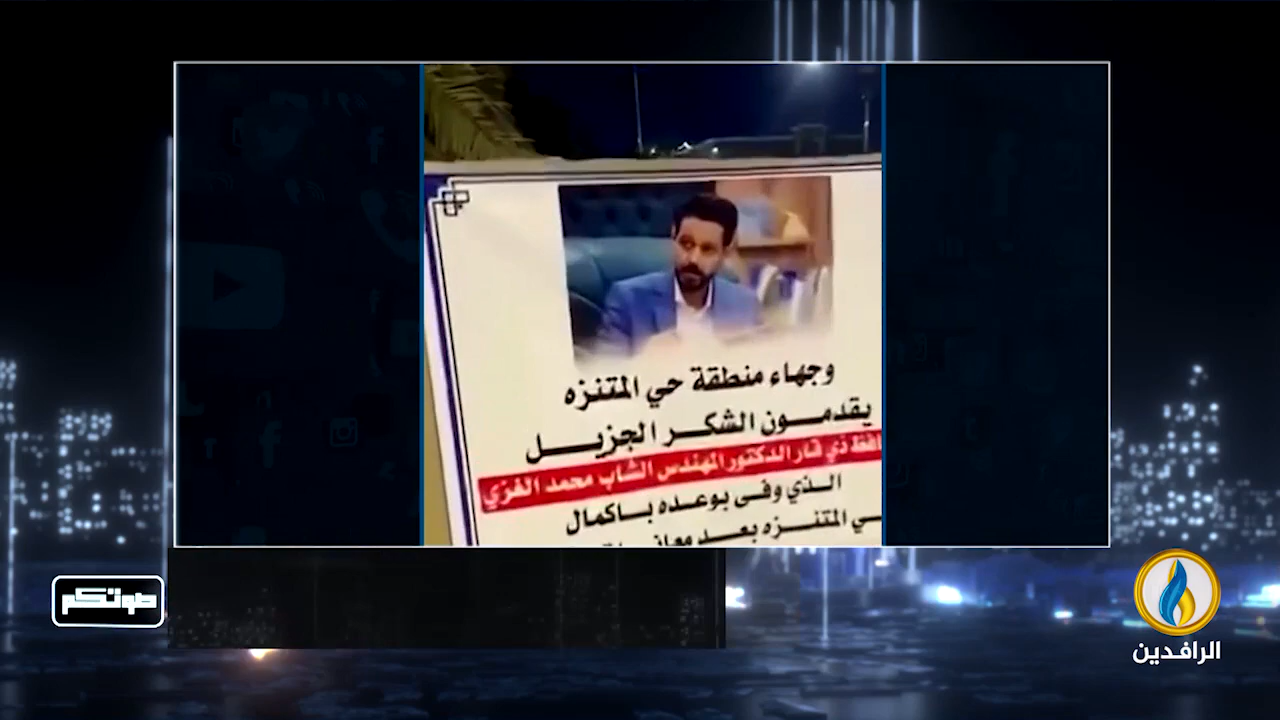 وجهاء منطقة حي المتنزه
يقدمون الشكر الجزيل
ذي قار الدكتور المهندس الشاب محمد الغزي
الذي وفى بوعده باكمال
المتنزه بعد
صوتكم
الرافدين